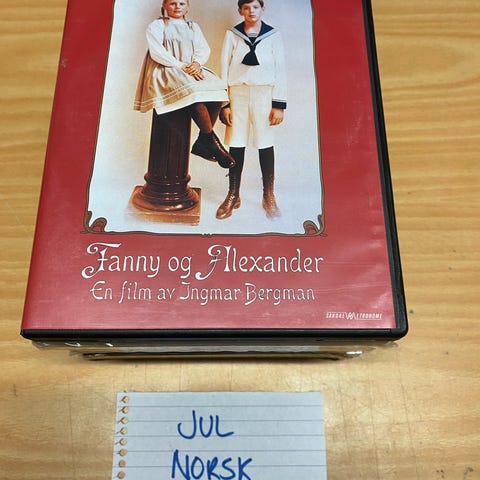 Fanny og Alexander
En film av Ingmar Bergman
SANDREW METRONOME
JUL
NORSK